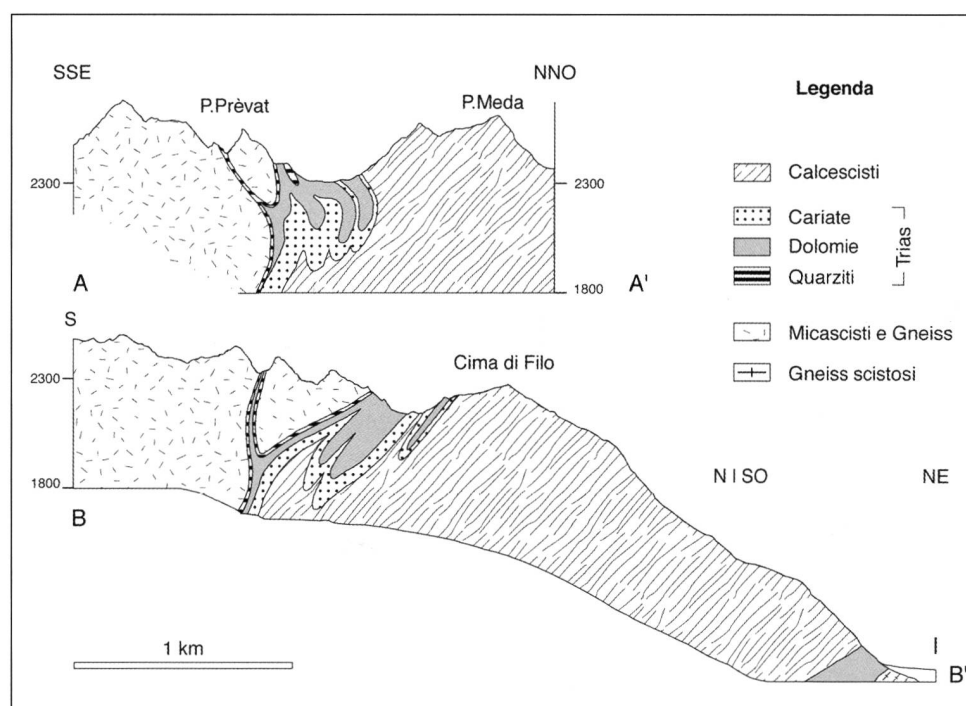 SSE
NNO
P.Prèvat
P.Meda
2300
2300
1800
A
A'
S
Cima di Filo
2300
1800
B
N I SO
NE
I
B'
1 km
Legenda
Calcescisti
Cariate
Dolomie
Quarziti
Trias
Micascisti e Gneiss
Gneiss scistosi